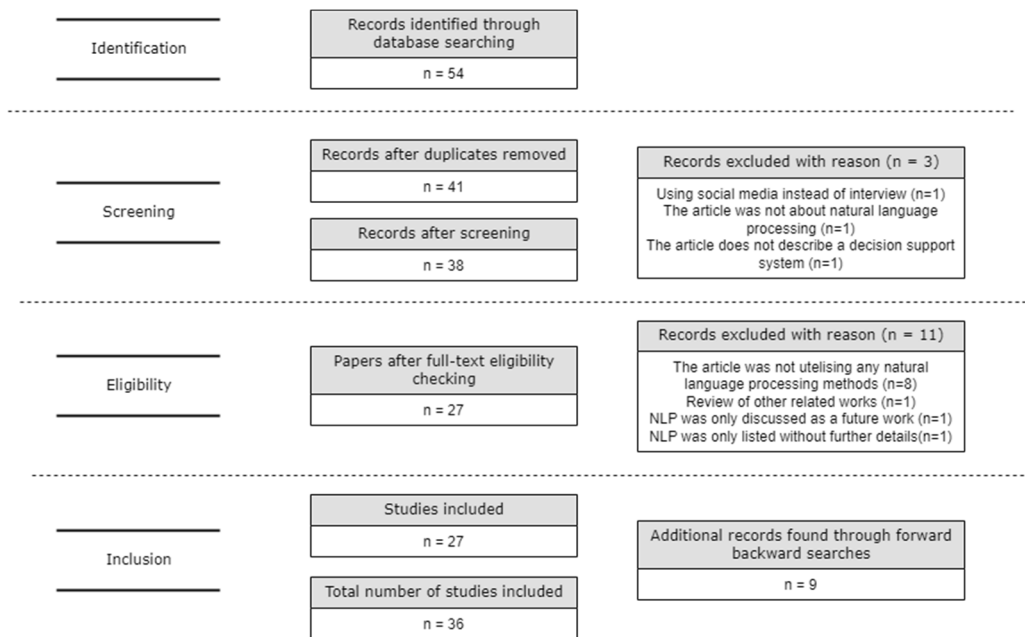 Identification
Records identified through
database searching
n = 54
Screening
Records after duplicates removed
n = 41
Records after screening
n = 38
Records excluded with reason (n = 3)
Using social media instead of interview (n=1)
The article was not about natural language
processing (n=1)
The article does not describe a decision support
system (n=1)
Eligibility
Papers after full-text eligibility
checking
n = 27
Records excluded with reason (n = 11)
The article was not utelising any natural
language processing methods (n=8)
Review of other related works (n=1)
NLP was only discussed as a future work (n=1)
NLP was only listed without further details(n=1)
Inclusion
Studies included
n = 27
Total number of studies included
n = 36
Additional records found through forward
backward searches
n = 9